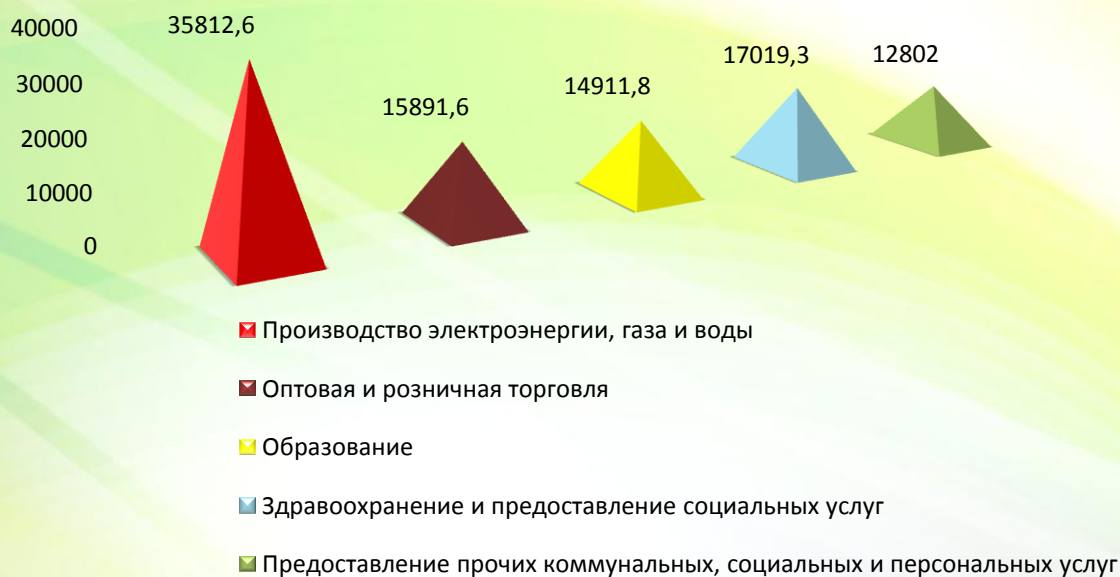 40000
30000
20000
10000
0
35812,6
15891,6
14911,8
17019,3
12802
Производство электроэнергии, газа и воды
Оптовая и розничная торговля
Образование
Здравоохранение и предоставление социальных услуг
Предоставление прочих коммунальных, социальных и персональных услуг